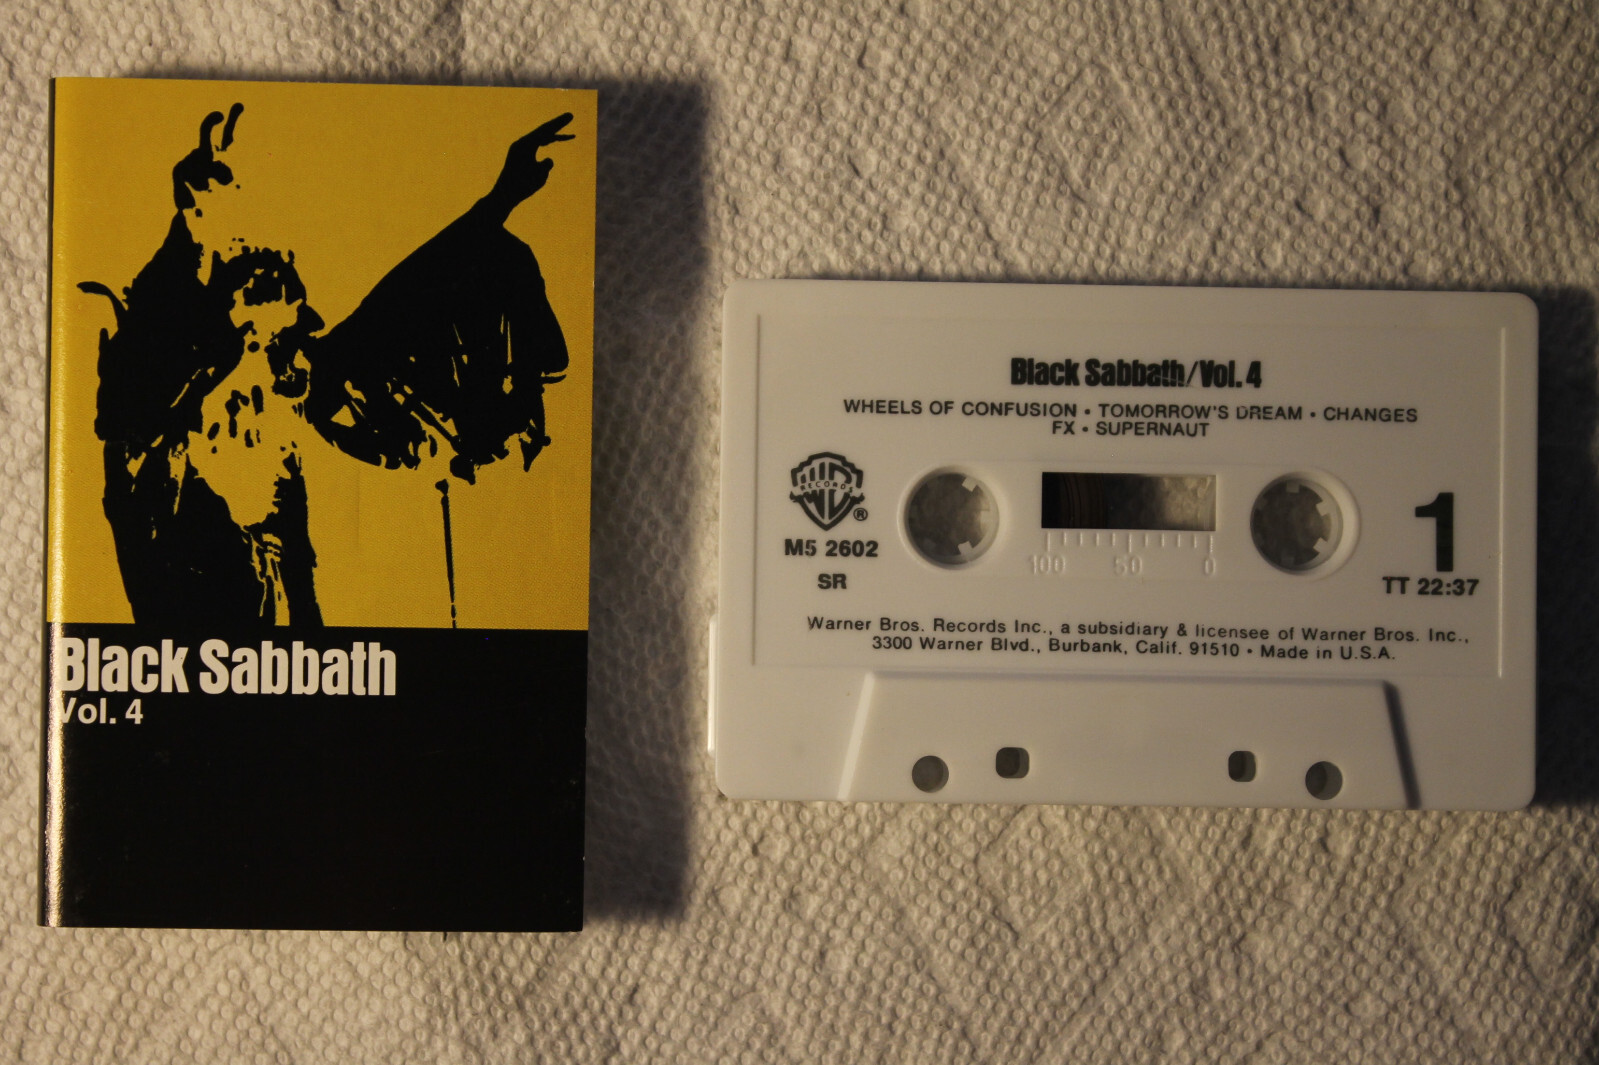 Black Sabbath
Vol. 4
Black Sabbath/Vol. 4
WHEELS OF CONFUSION • TOMORROW'S DREAM • CHANGES
FX • SUPERNAUT
WB
RECORDS
®
M5 2602
SR
100 50 0
1
TT 22:37
Warner Bros. Records Inc., a subsidiary & licensee of Warner Bros. Inc.,
3300 Warner Blvd., Burbank, Calif. 91510 • Made in U.S.A.